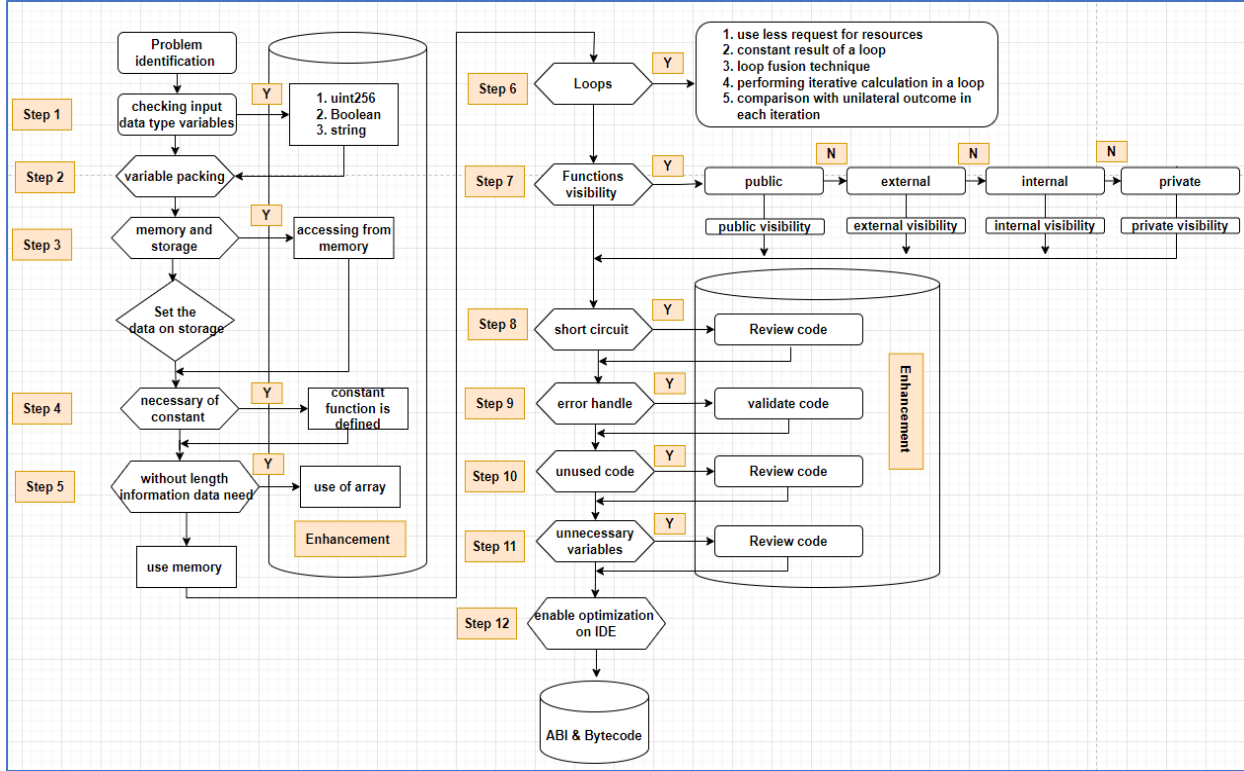 Problem
identification
Step 1
checking input
data type variables
Y
1. uint256
2. Boolean
3. string
Step 2
variable packing
Step 3
memory and
storage
Y
accessing from
memory
Set the
data on storage
Step 4
necessary of
constant
Y
constant
function is
defined
Step 5
without length
information data need
Y
use of array
Enhancement
use memory
Step 6
Loops
Y
1. use less request for resources
2. constant result of a loop
3. loop fusion technique
4. performing iterative calculation in a loop
5. comparison with unilateral outcome in
each iteration
Step 7
Functions
visibility
Y
public
N
external
N
internal
N
private
public visibility
external visibility
internal visibility
private visibility
Step 8
short circuit
Y
Review code
Step 9
error handle
Y
validate code
Step 10
unused code
Y
Review code
Step 11
unnecessary
variables
Y
Review code
Enhancement
Step 12
enable optimization
on IDE
ABI & Bytecode